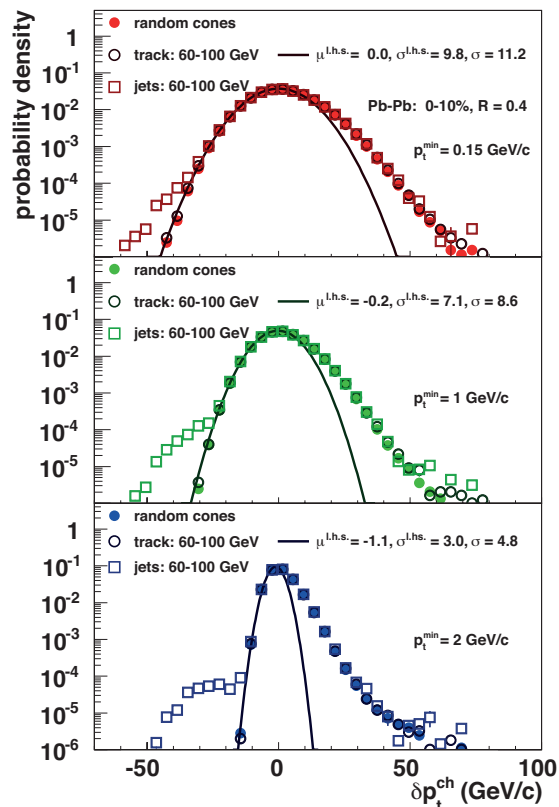 probability density
random cones
track: 60-100 GeV
μ^l.h.s. = 0.0, σ^l.h.s. = 9.8, σ = 11.2
jets: 60-100 GeV
Pb-Pb: 0-10%, R = 0.4
p_t^min = 0.15 GeV/c
1
10^-1
10^-2
10^-3
10^-4
10^-5
random cones
track: 60-100 GeV
μ^l.h.s. = -0.2, σ^l.h.s. = 7.1, σ = 8.6
jets: 60-100 GeV
p_t^min = 1 GeV/c
1
10^-1
10^-2
10^-3
10^-4
10^-5
random cones
track: 60-100 GeV
μ^l.h.s. = -1.1, σ^l.hs. = 3.0, σ = 4.8
jets: 60-100 GeV
p_t^min = 2 GeV/c
1
10^-1
10^-2
10^-3
10^-4
10^-5
10^-6
-50 0 50 100
δp_t^ch (GeV/c)